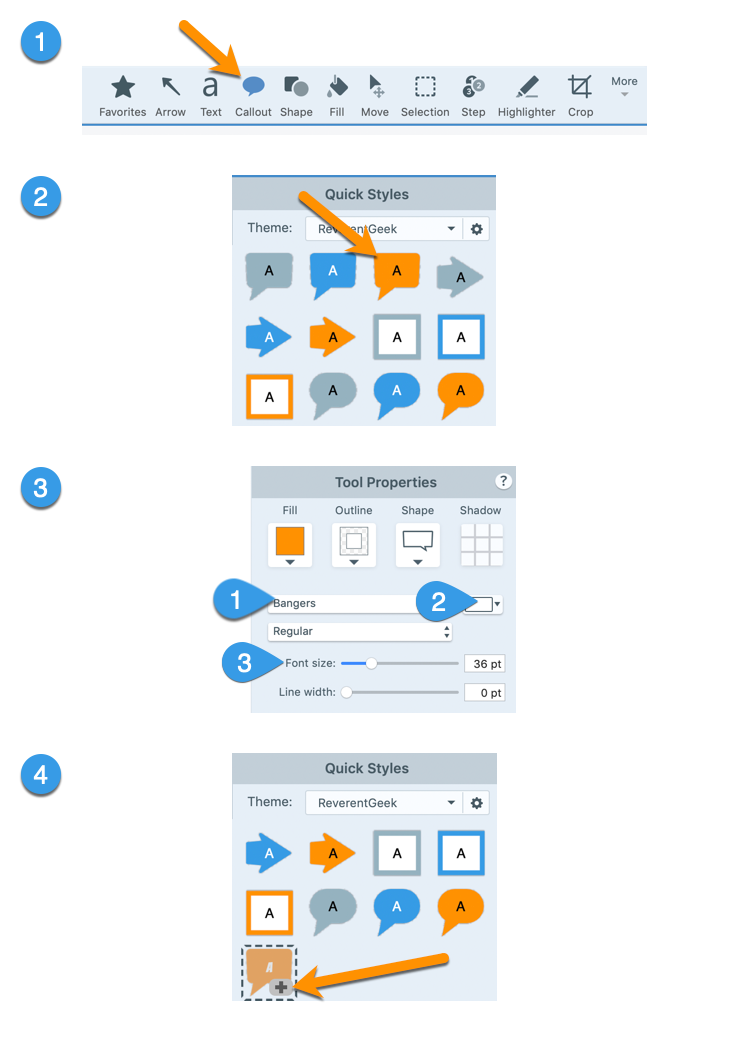 1
a
3 2
Favorites Arrow Text Callout Shape Fill Move Selection Step Highlighter Crop More
2
Quick Styles
Theme: ReverentGeek
A A A A
A A A A
A A A A
3
Tool Properties ?
Fill Outline Shape Shadow
1 Bangers 2
Regular
3 Font size: 36 pt
Line width: 0 pt
4
Quick Styles
Theme: ReverentGeek
A A A A
A A A A
A